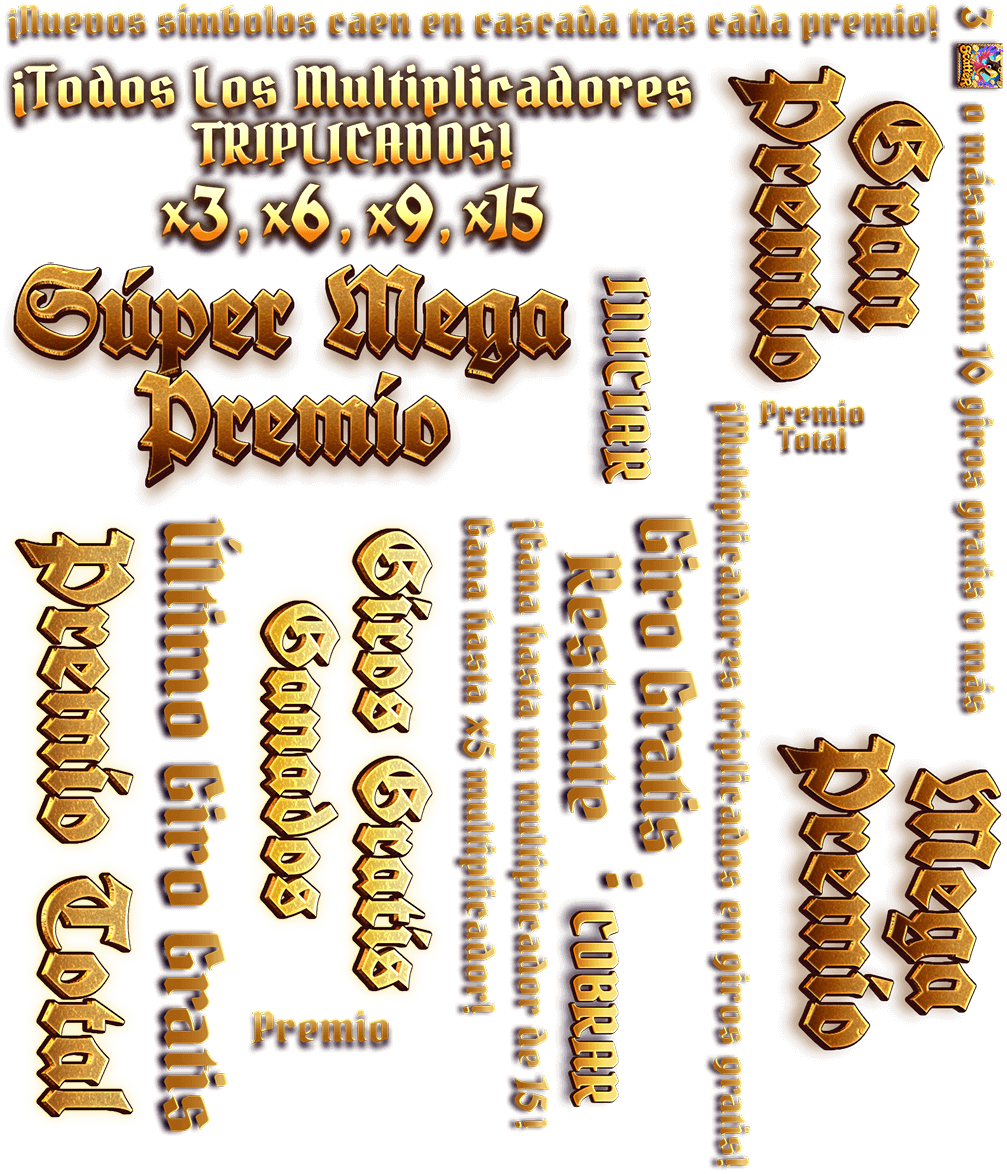 ¡Nuevos símbolos caen en cascada tras cada premio!
¡Todos Los Multiplicadores
TRIPLICADOS!
x3, x6, x9, x15
Súper Mega
Premio
INICIAR
Gran
Premio
3 Scatter o másactivan 10 giros gratis o más
Premio
Total
Premio Total
Último Giro Gratis
Giros Gratis
Ganados
Premio
Gana hasta x5 multiplicador!
¡Gana hasta un multiplicador de 15!
Giro Gratis
Restante
:
COBRAR
¡Multiplicadores triplicados en giros gratis!
Mega
Premio